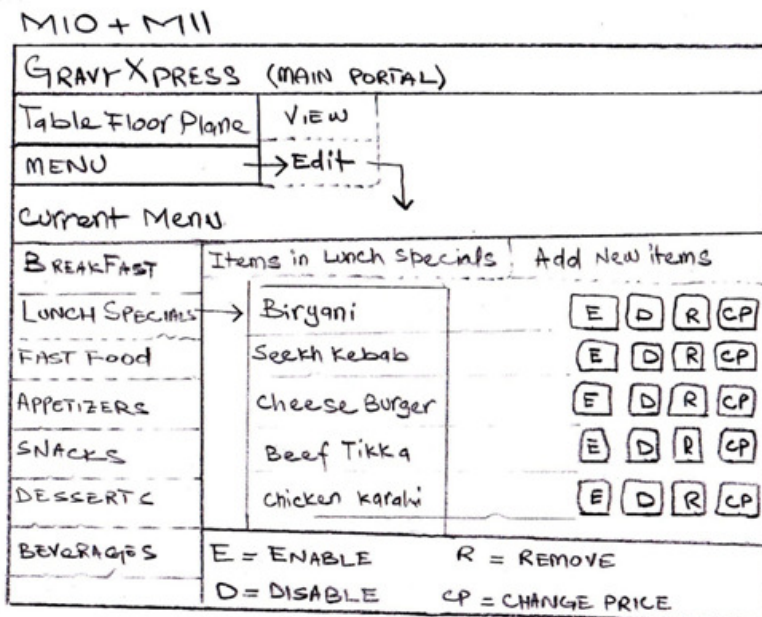 M10 + M11
GRAVY XPRESS (MAIN PORTAL)
Table Floor Plane VIEW
MENU Edit
Current Menu
BREAKFAST Items in Lunch Specials Add New items
LUNCH SPECIALS Biryani E D R CP
FAST FOOD Seekh Kebab E D R CP
APPETIZERS Cheese Burger E D R CP
SNACKS Beef Tikka E D R CP
DESSERTS Chicken Karahi E D R CP
BEVERAGES E = ENABLE R = REMOVE
D = DISABLE CP = CHANGE PRICE